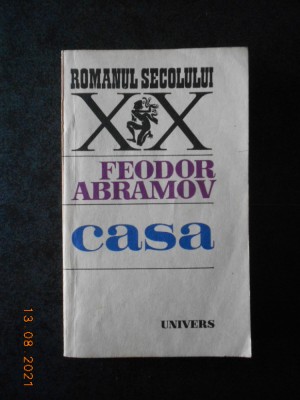 ROMANUL SECOLULUI
XX
FEODOR
ABRAMOV
casa
UNIVERS
13 08 2021